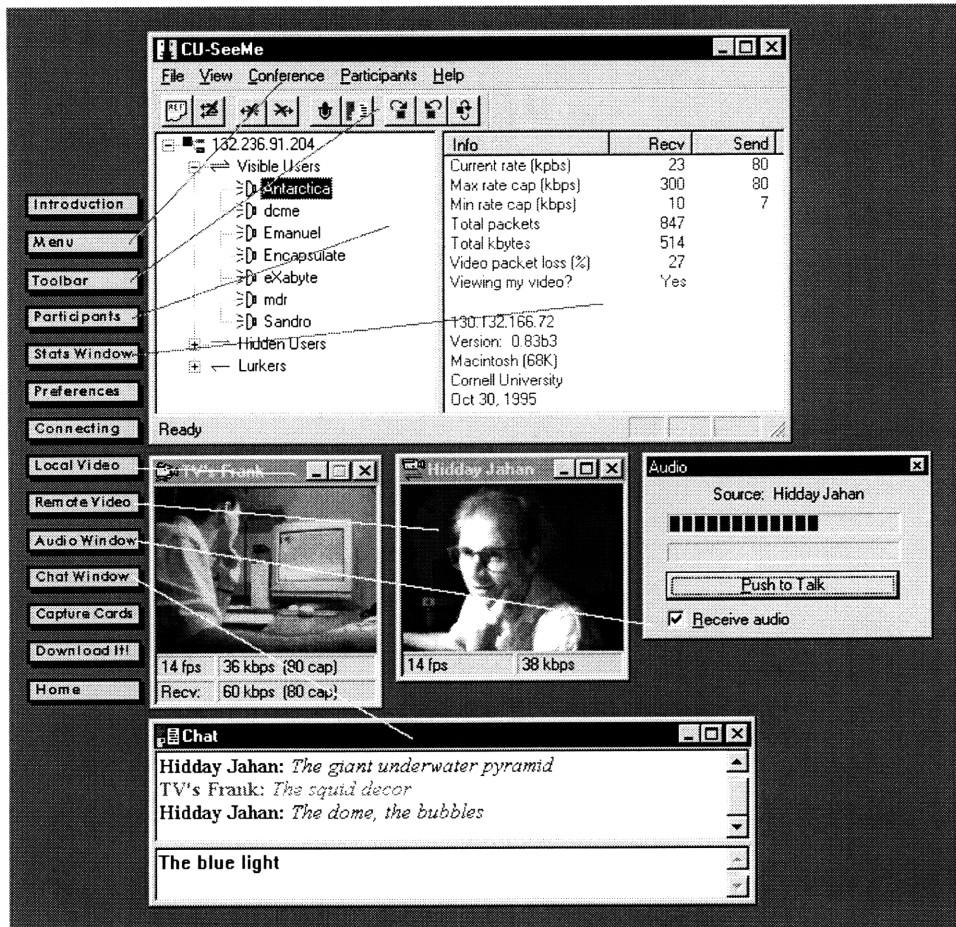 CU-SeeMe
File View Conference Participants Help
REF
132.236.91.204
Visible Users
Antarctica
dcme
Emanuel
Encapsulate
eXabyte
mdr
Sandro
Hidden Users
Lurkers
Info Recv Send
Current rate (kpbs) 23 80
Max rate cap (kbps) 300 80
Min rate cap (kbps) 10 7
Total packets 847
Total kbytes 514
Video packet loss (%) 27
Viewing my video? Yes
130.132.166.72
Version: 0.83b3
Macintosh (68K)
Cornell University
Oct 30, 1995
Ready
Introduction
Menu
Toolbar
Participants
Stats Window
Preferences
Connecting
Local Video
Remote Video
Audio Window
Chat Window
Capture Cards
Download It!
Home
TV's Frank
14 fps 36 kbps (90 cap)
Recv: 60 kbps (80 cap)
Hidday Jahan
14 fps 38 kbps
Audio
Source: Hidday Jahan
Push to Talk
Receive audio
Chat
Hidday Jahan: The giant underwater pyramid
TV's Frank: The squid decor
Hidday Jahan: The dome, the bubbles
The blue light